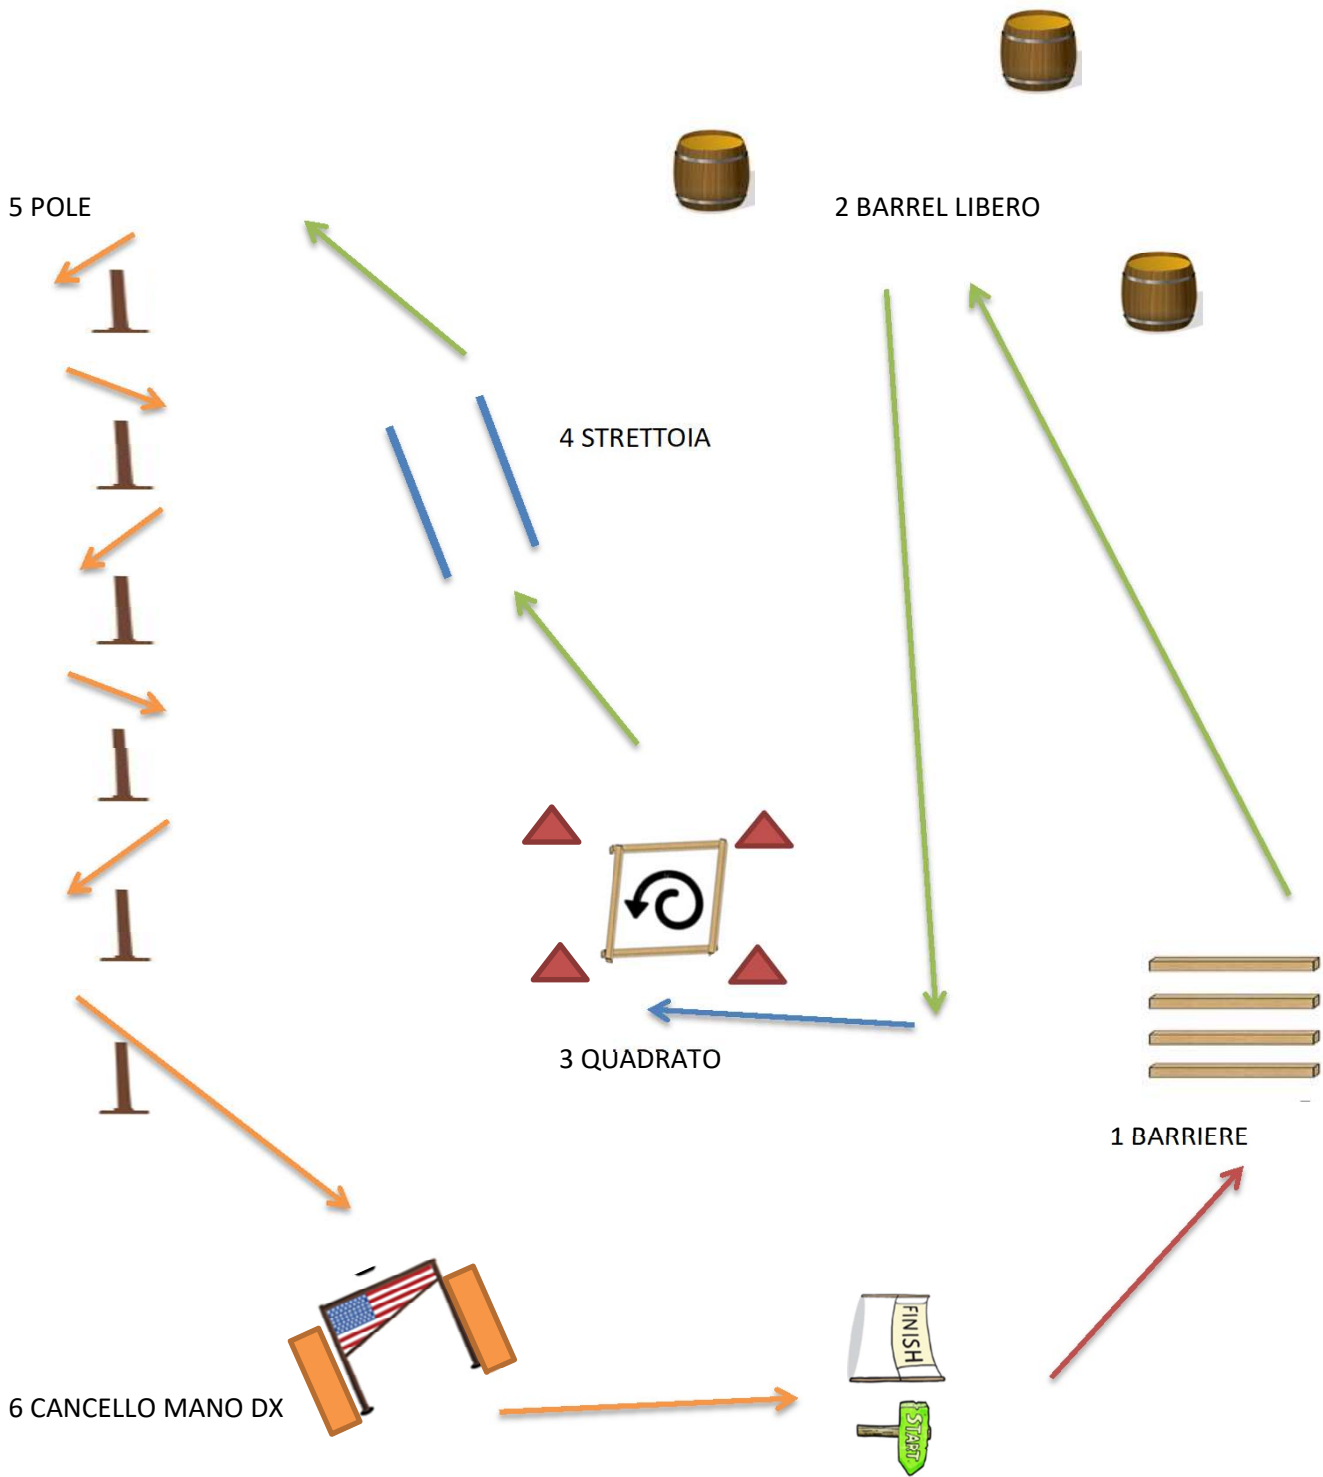 5 POLE
2 BARREL LIBERO
4 STRETTOIA
3 QUADRATO
1 BARRIERE
FINISH
6 CANCELLO MANO DX
START